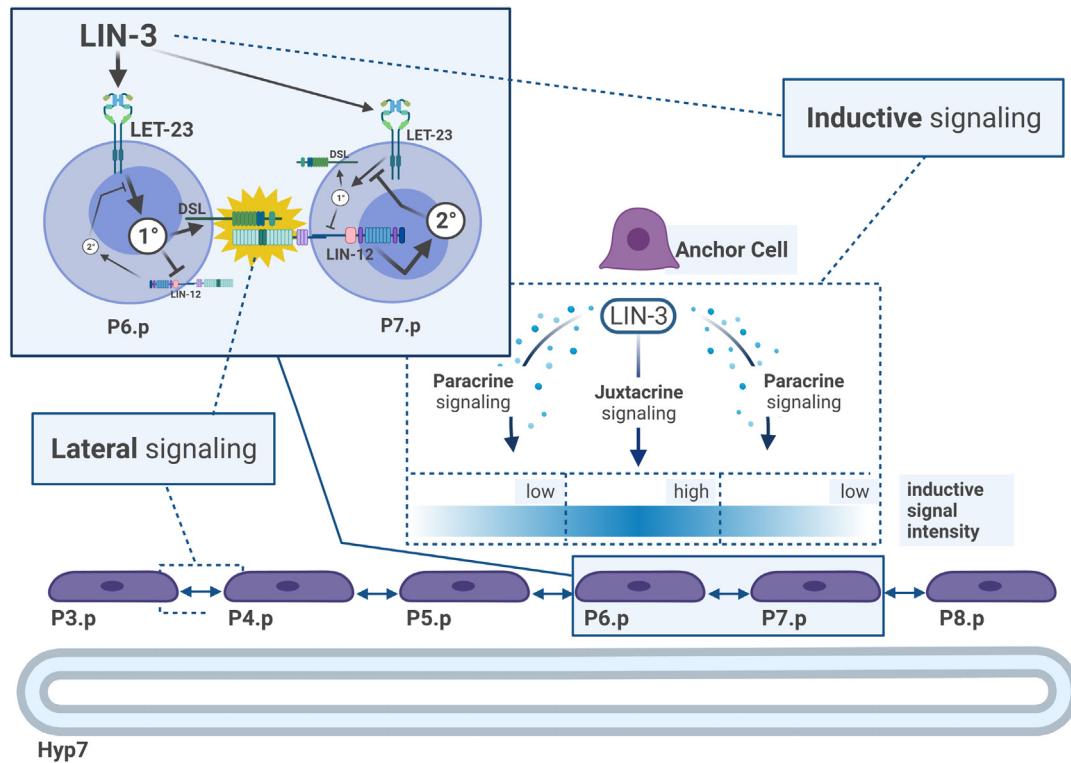 LIN-3
LET-23
LET-23
DSL
DSL
1°
2°
1°
2°
LIN-12
LIN-12
P6.p
P7.p
Inductive signaling
Anchor Cell
LIN-3
Paracrine
signaling
Juxtacrine
signaling
Paracrine
signaling
Lateral signaling
low
high
low
inductive
signal
intensity
P3.p
P4.p
P5.p
P6.p
P7.p
P8.p
Hyp7